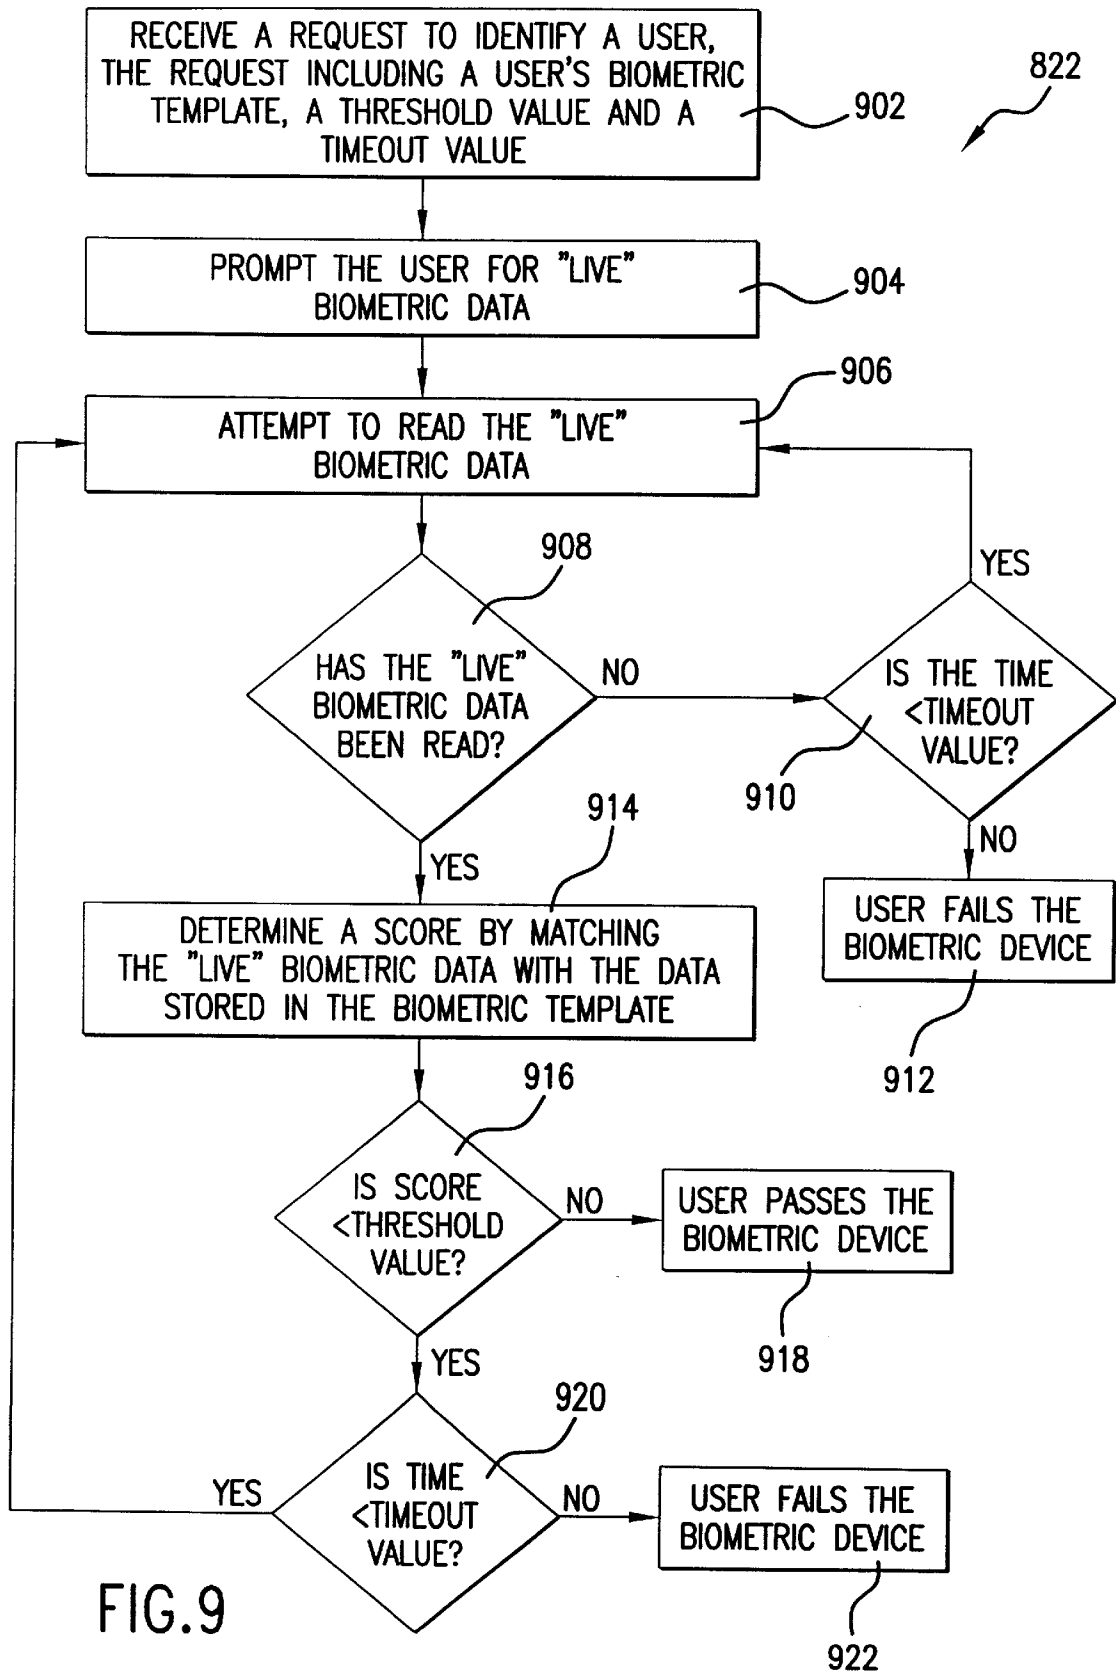 RECEIVE A REQUEST TO IDENTIFY A USER,
THE REQUEST INCLUDING A USER'S BIOMETRIC
TEMPLATE, A THRESHOLD VALUE AND A
TIMEOUT VALUE
902
822
PROMPT THE USER FOR "LIVE"
BIOMETRIC DATA
904
906
ATTEMPT TO READ THE "LIVE"
BIOMETRIC DATA
908
HAS THE "LIVE"
BIOMETRIC DATA
BEEN READ?
NO
YES
IS THE TIME
<TIMEOUT
VALUE?
910
YES
NO
USER FAILS THE
BIOMETRIC DEVICE
912
914
DETERMINE A SCORE BY MATCHING
THE "LIVE" BIOMETRIC DATA WITH THE DATA
STORED IN THE BIOMETRIC TEMPLATE
916
IS SCORE
<THRESHOLD
VALUE?
NO
USER PASSES THE
BIOMETRIC DEVICE
918
YES
920
IS TIME
<TIMEOUT
VALUE?
YES
NO
USER FAILS THE
BIOMETRIC DEVICE
922
FIG.9